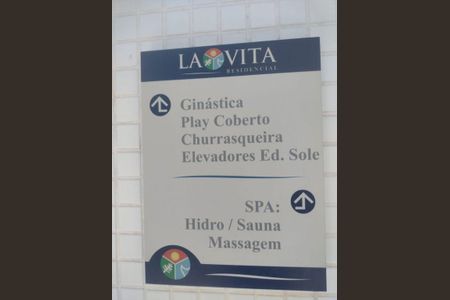 LA VITA
RESIDENCIAL
Ginástica
Play Coberto
Churrasqueira
Elevadores Ed. Sole
SPA:
Hidro / Sauna
Massagem